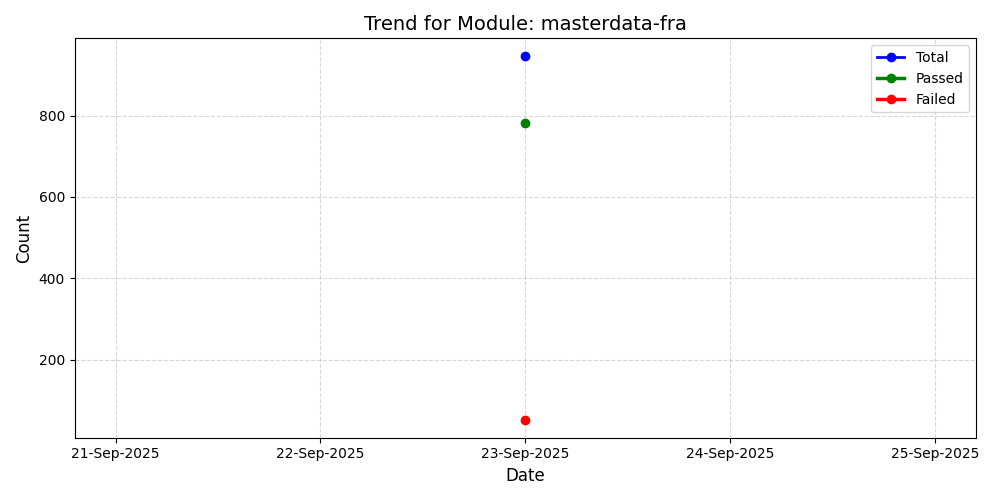 Trend for Module: masterdata-fra
Total
Passed
Failed
800
600
400
200
Count
21-Sep-2025
22-Sep-2025
23-Sep-2025
24-Sep-2025
25-Sep-2025
Date